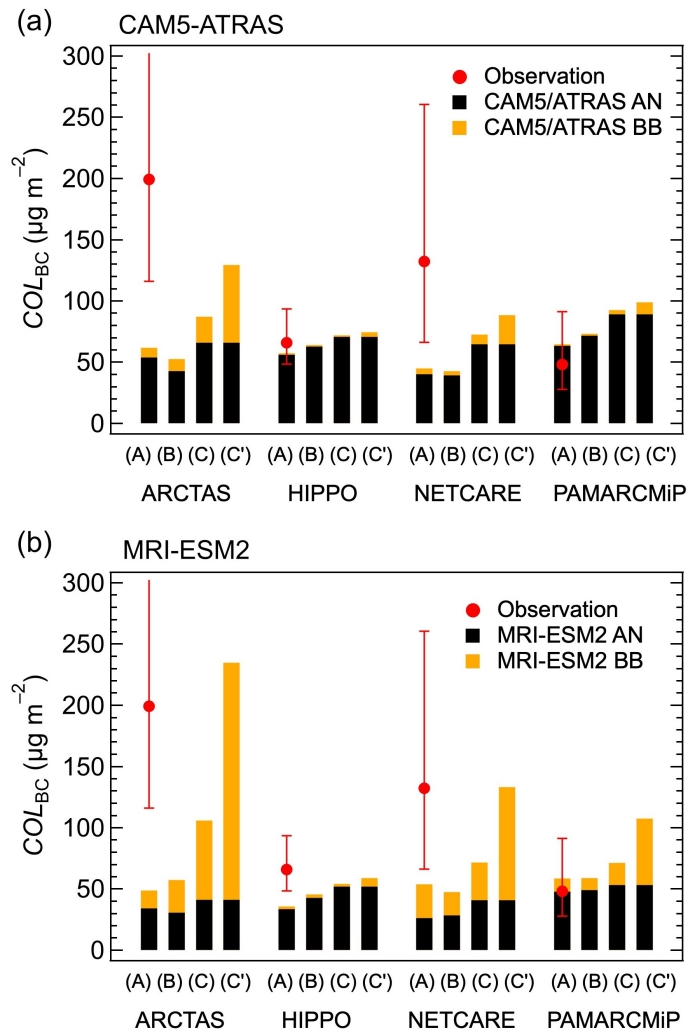 (a) CAM5-ATRAS
300
250
200
150
100
50
0
COL_BC (µg m⁻²)
Observation
CAM5/ATRAS AN
CAM5/ATRAS BB
(A) (B) (C) (C') (A) (B) (C) (C') (A) (B) (C) (C') (A) (B) (C) (C')
ARCTAS HIPPO NETCARE PAMARCMiP
(b) MRI-ESM2
300
250
200
150
100
50
0
COL_BC (µg m⁻²)
Observation
MRI-ESM2 AN
MRI-ESM2 BB
(A) (B) (C) (C') (A) (B) (C) (C') (A) (B) (C) (C') (A) (B) (C) (C')
ARCTAS HIPPO NETCARE PAMARCMiP